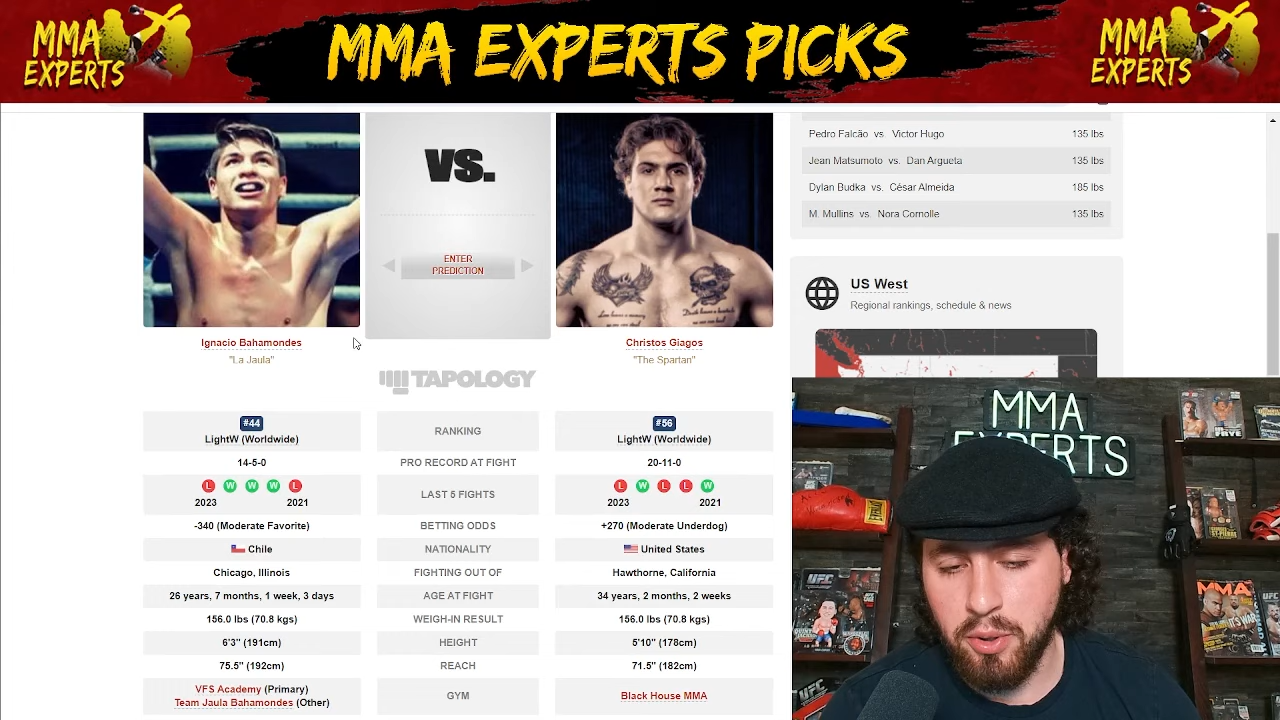 MMA EXPERTS
MMA EXPERTS PICKS
MMA EXPERTS
VS.
ENTER
PREDICTION
Ignacio Bahamondes
"La Jaula"
Christos Giagos
"The Spartan"
TAPOLOGY
#44
LightW (Worldwide)
RANKING
#56
LightW (Worldwide)
14-5-0
PRO RECORD AT FIGHT
20-11-0
L W W W L
2023 2021
LAST 5 FIGHTS
L W L L W
2023 2021
-340 (Moderate Favorite)
BETTING ODDS
+270 (Moderate Underdog)
Chile
NATIONALITY
United States
Chicago, Illinois
FIGHTING OUT OF
Hawthorne, California
26 years, 7 months, 1 week, 3 days
AGE AT FIGHT
34 years, 2 months, 2 weeks
156.0 lbs (70.8 kgs)
WEIGH-IN RESULT
156.0 lbs (70.8 kgs)
6'3" (191cm)
HEIGHT
5'10" (178cm)
75.5" (192cm)
REACH
71.5" (182cm)
VFS Academy (Primary)
Team Jaula Bahamondes (Other)
GYM
Black House MMA
Pedro Falcão vs. Victor Hugo 135 lbs
Jean Matsumoto vs. Dan Argueta 135 lbs
Dylan Budka vs. César Almeida 185 lbs
M. Mullins vs. Nora Cornolle 135 lbs
US West
Regional rankings, schedule & news
MMA
EXPERTS
UFC
UFC
MMA
UFC